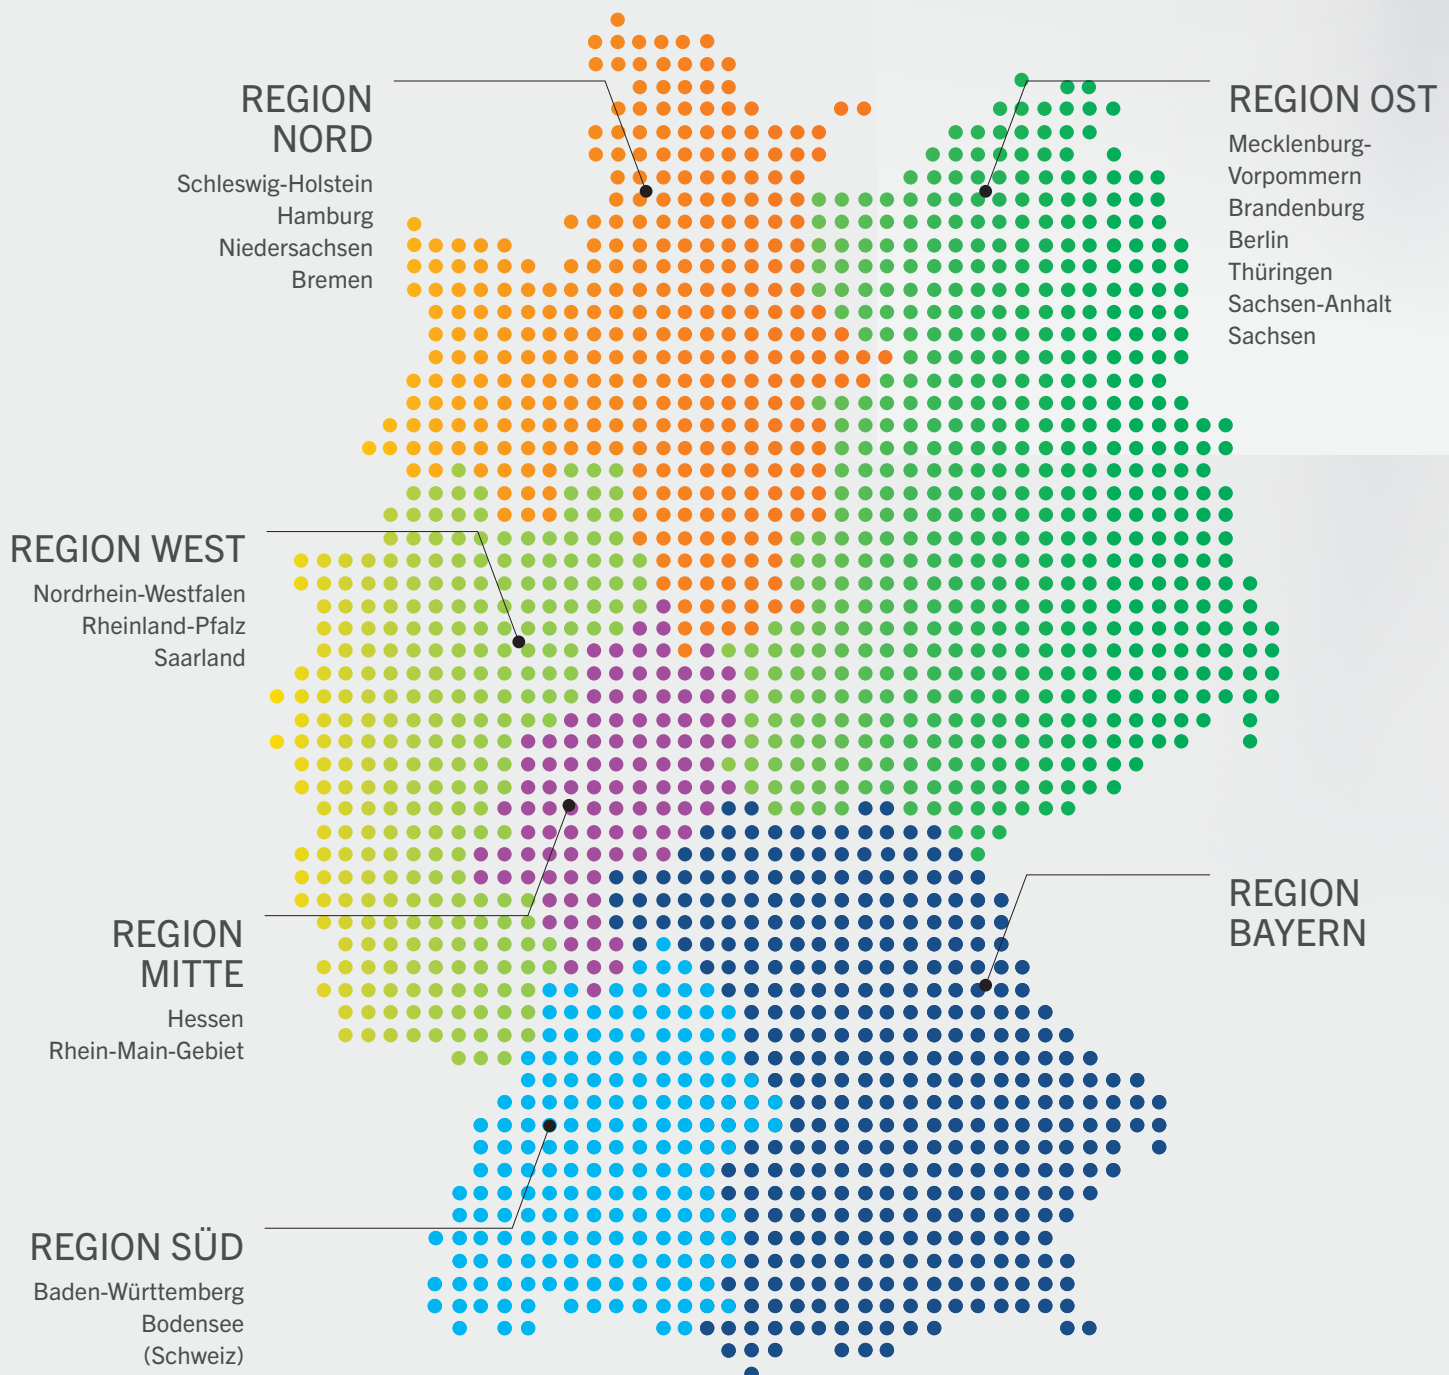 REGION
NORD
Schleswig-Holstein
Hamburg
Niedersachsen
Bremen
REGION OST
Mecklenburg-
Vorpommern
Brandenburg
Berlin
Thüringen
Sachsen-Anhalt
Sachsen
REGION WEST
Nordrhein-Westfalen
Rheinland-Pfalz
Saarland
REGION
MITTE
Hessen
Rhein-Main-Gebiet
REGION
BAYERN
REGION SÜD
Baden-Württemberg
Bodensee
(Schweiz)